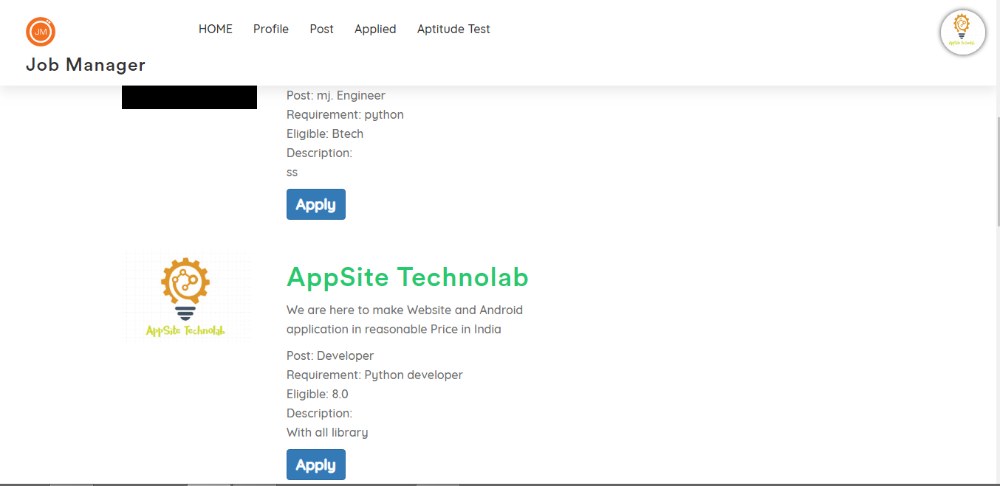 JM
HOME Profile Post Applied Aptitude Test
AppSite Technolab
Job Manager
Post: mj. Engineer
Requirement: python
Eligible: Btech
Description:
ss
Apply
AppSite Technolab
AppSite Technolab
We are here to make Website and Android
application in reasonable Price in India
Post: Developer
Requirement: Python developer
Eligible: 8.0
Description:
With all library
Apply